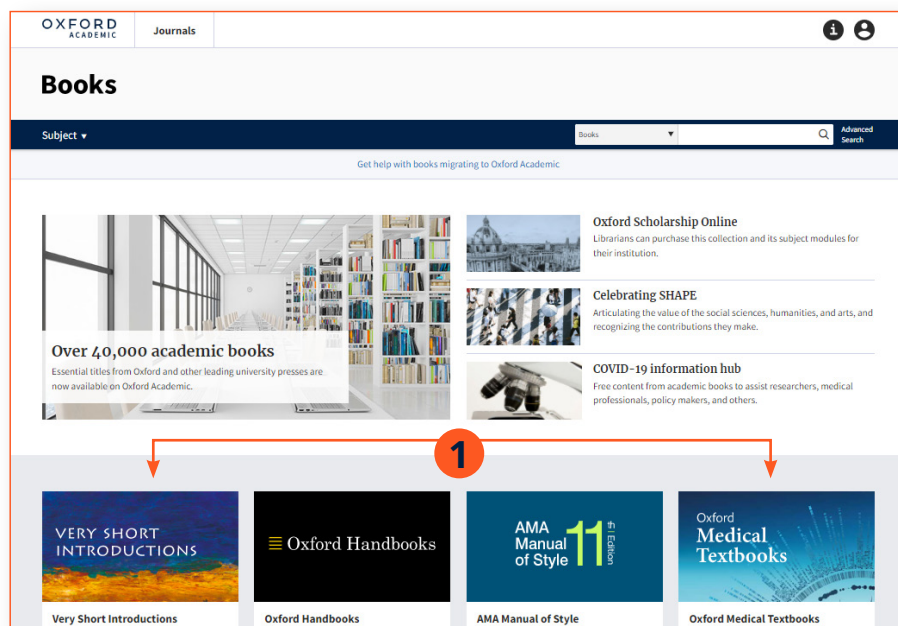 OXFORD
ACADEMIC
Journals
i
Books
Subject ▾
Books ▼
Advanced
Search
Get help with books migrating to Oxford Academic
Over 40,000 academic books
Essential titles from Oxford and other leading university presses are
now available on Oxford Academic.
Oxford Scholarship Online
Librarians can purchase this collection and its subject modules for
their institution.
Celebrating SHAPE
Articulating the value of the social sciences, humanities, and arts, and
recognizing the contributions they make.
COVID-19 information hub
Free content from academic books to assist researchers, medical
professionals, policy makers, and others.
1
VERY SHORT
INTRODUCTIONS
Oxford Handbooks
AMA
Manual
of Style
11
th Edition
Oxford
Medical
Textbooks
Very Short Introductions
Oxford Handbooks
AMA Manual of Style
Oxford Medical Textbooks